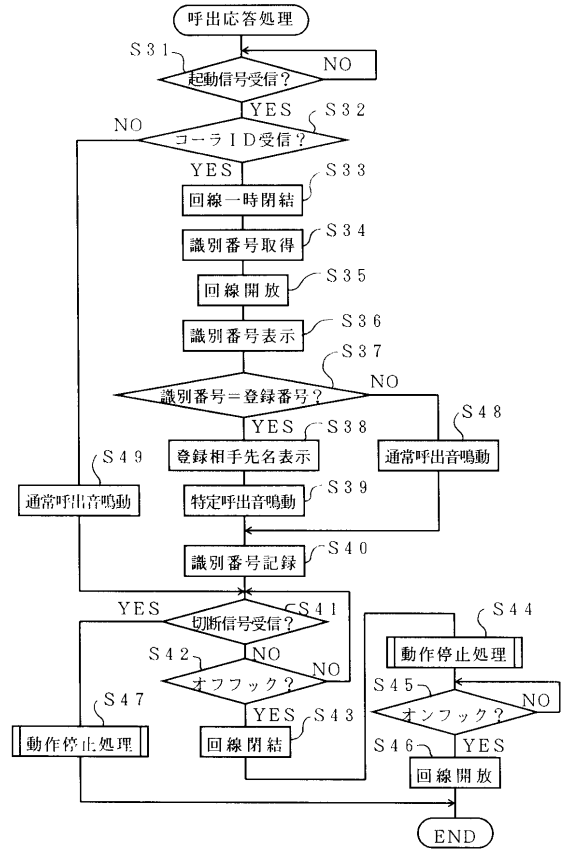 呼出応答処理
S31
起動信号受信？
NO
YES
S32
コーラID受信？
NO
YES
S33
回線一時閉結
S34
識別番号取得
S35
回線開放
S36
識別番号表示
S37
識別番号＝登録番号？
NO
YES
S38
登録相手先名表示
S48
通常呼出音鳴動
S49
通常呼出音鳴動
S39
特定呼出音鳴動
S40
識別番号記録
S41
切断信号受信？
YES
NO
S42
オフフック？
NO
YES
S43
回線閉結
S44
動作停止処理
S45
オンフック？
NO
YES
S46
回線開放
S47
動作停止処理
END